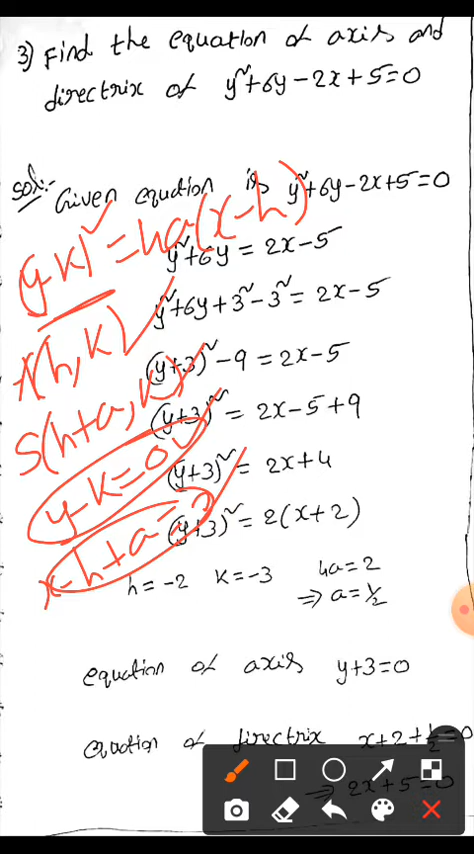 3) Find the equation of axis and
directrix of y²+6y-2x+5=0
Sol:- Given equation is y²+6y-2x+5=0
(y-k)² = 4a(x-h)
y²+6y = 2x-5
y²+6y+3²-3² = 2x-5
A(h,k)
(y+3)²-9 = 2x-5
S(h+a, k)
(y+3)² = 2x-5+9
y-k=0
(y+3)² = 2x+4
x-h+a=0
(y+3)² = 2(x+2)
h=-2 k=-3 4a=2
⇒ a=½
equation of axis y+3=0
equation of directrix x+2+½=0
⇒ 2x+5=0